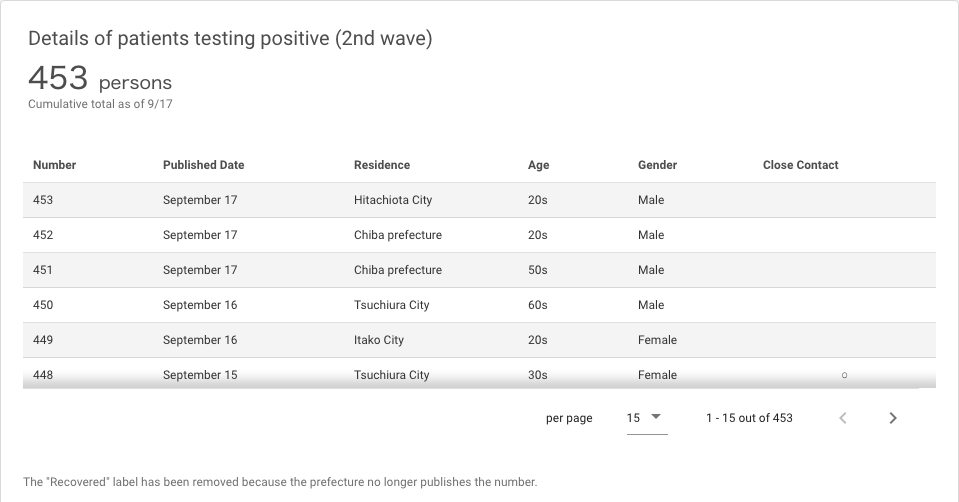 Details of patients testing positive (2nd wave)
453 persons
Cumulative total as of 9/17
Number Published Date Residence Age Gender Close Contact
453 September 17 Hitachiota City 20s Male
452 September 17 Chiba prefecture 20s Male
451 September 17 Chiba prefecture 50s Male
450 September 16 Tsuchiura City 60s Male
449 September 16 Itako City 20s Female
448 September 15 Tsuchiura City 30s Female ○
per page 15 1 - 15 out of 453
The "Recovered" label has been removed because the prefecture no longer publishes the number.